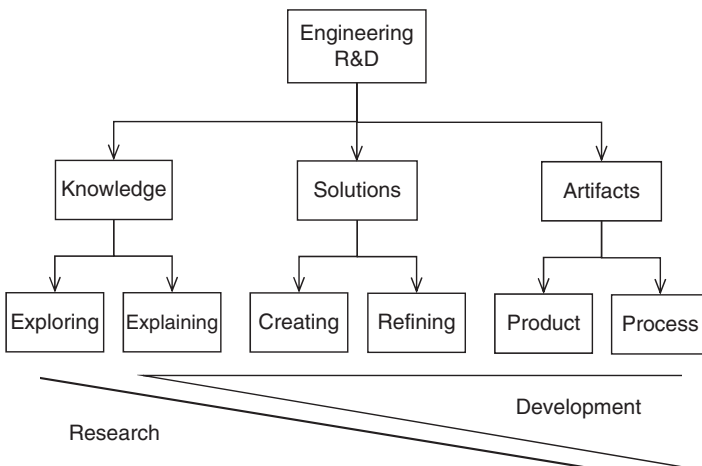 Engineering
R&D
Knowledge
Solutions
Artifacts
Exploring
Explaining
Creating
Refining
Product
Process
Development
Research